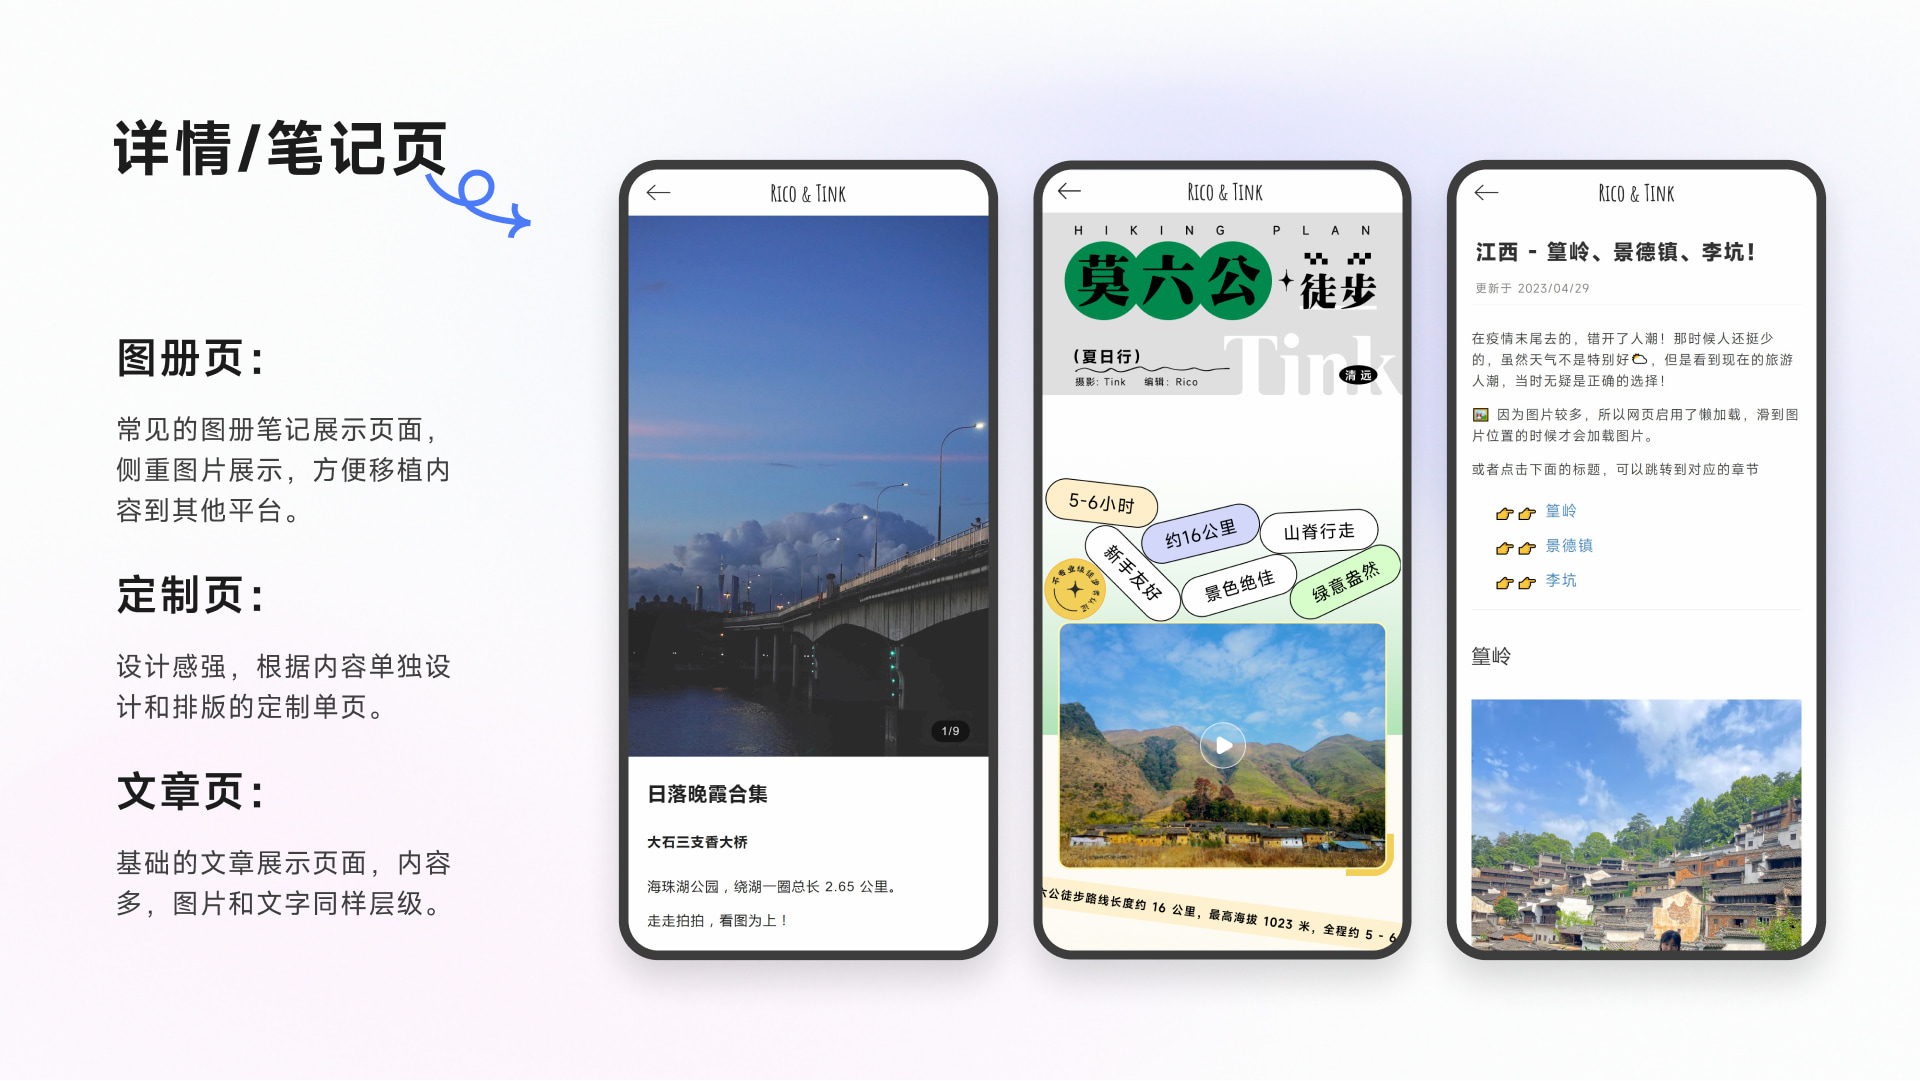 详情/笔记页
图册页：
常见的图册笔记展示页面，
侧重图片展示，方便移植内
容到其他平台。
定制页：
设计感强，根据内容单独设
计和排版的定制单页。
文章页：
基础的文章展示页面，内容
多，图片和文字同样层级。
Rico & Tink
1/9
日落晚霞合集
大石三支香大桥
海珠湖公园，绕湖一圈总长 2.65 公里。
走走拍拍，看图为上！
Rico & Tink
HIKING PLAN
莫六公
徒步
Tink
(夏日行)
清远
摄影: Tink 编辑: Rico
5-6小时
约16公里
山脊行走
新手友好
景色绝佳
绿意盎然
六公徒步路线长度约 16 公里，最高海拔 1023 米，全程约 5 - 6
Rico & Tink
江西 - 篁岭、景德镇、李坑！
更新于 2023/04/29
在疫情末尾去的，错开了人潮！那时候人还挺少
的，虽然天气不是特别好🌥，但是看到现在的旅游
人潮，当时无疑是正确的选择！
🖼 因为图片较多，所以网页启用了懒加载，滑到图
片位置的时候才会加载图片。
或者点击下面的标题，可以跳转到对应的章节
👉 👉 篁岭
👉 👉 景德镇
👉 👉 李坑
篁岭